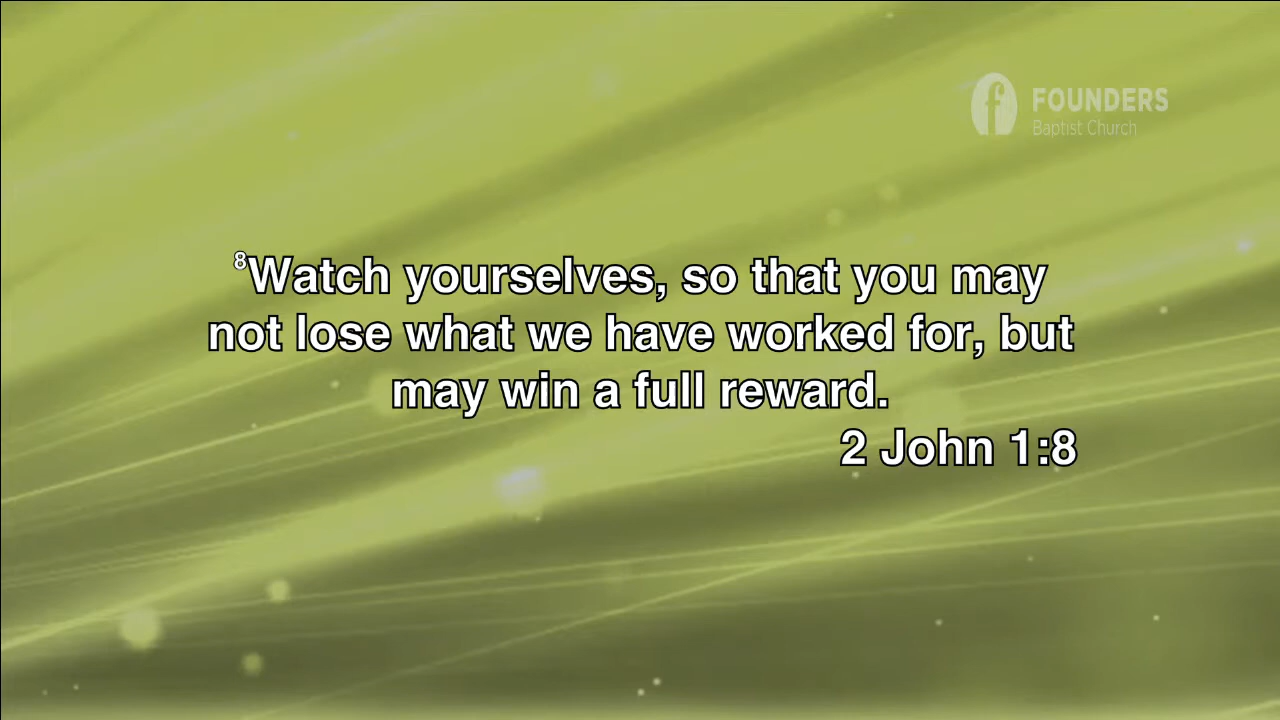 FOUNDERS
Baptist Church
8Watch yourselves, so that you may
not lose what we have worked for, but
may win a full reward.
2 John 1:8